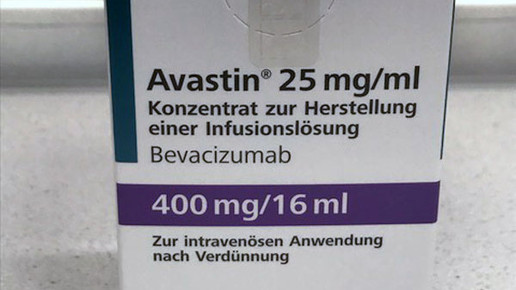 Avastin® 25 mg/ml
Konzentrat zur Herstellung
einer Infusionslösung
Bevacizumab
400 mg/16 ml
Zur intravenösen Anwendung
nach Verdünnung